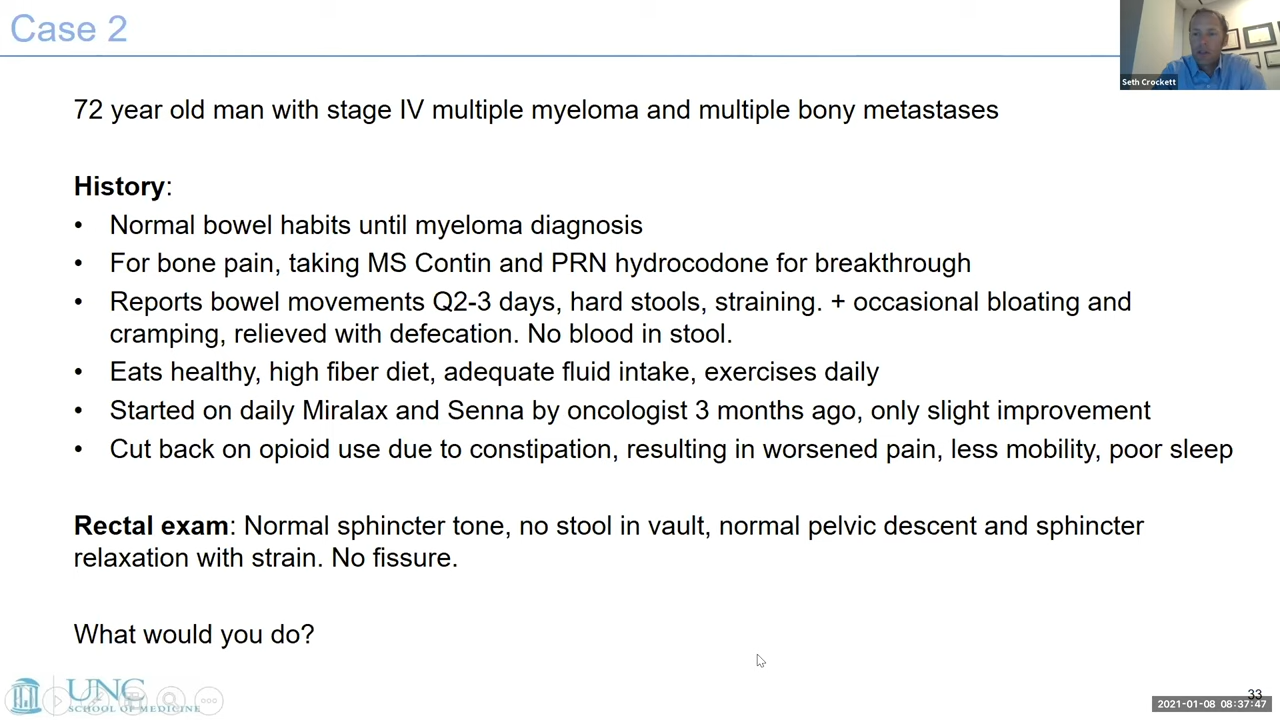 Case 2
Seth Crockett
72 year old man with stage IV multiple myeloma and multiple bony metastases
History:
• Normal bowel habits until myeloma diagnosis
• For bone pain, taking MS Contin and PRN hydrocodone for breakthrough
• Reports bowel movements Q2-3 days, hard stools, straining. + occasional bloating and
cramping, relieved with defecation. No blood in stool.
• Eats healthy, high fiber diet, adequate fluid intake, exercises daily
• Started on daily Miralax and Senna by oncologist 3 months ago, only slight improvement
• Cut back on opioid use due to constipation, resulting in worsened pain, less mobility, poor sleep
Rectal exam: Normal sphincter tone, no stool in vault, normal pelvic descent and sphincter
relaxation with strain. No fissure.
What would you do?
UNC
SCHOOL OF MEDICINE
33
2021-01-08 08:37:47